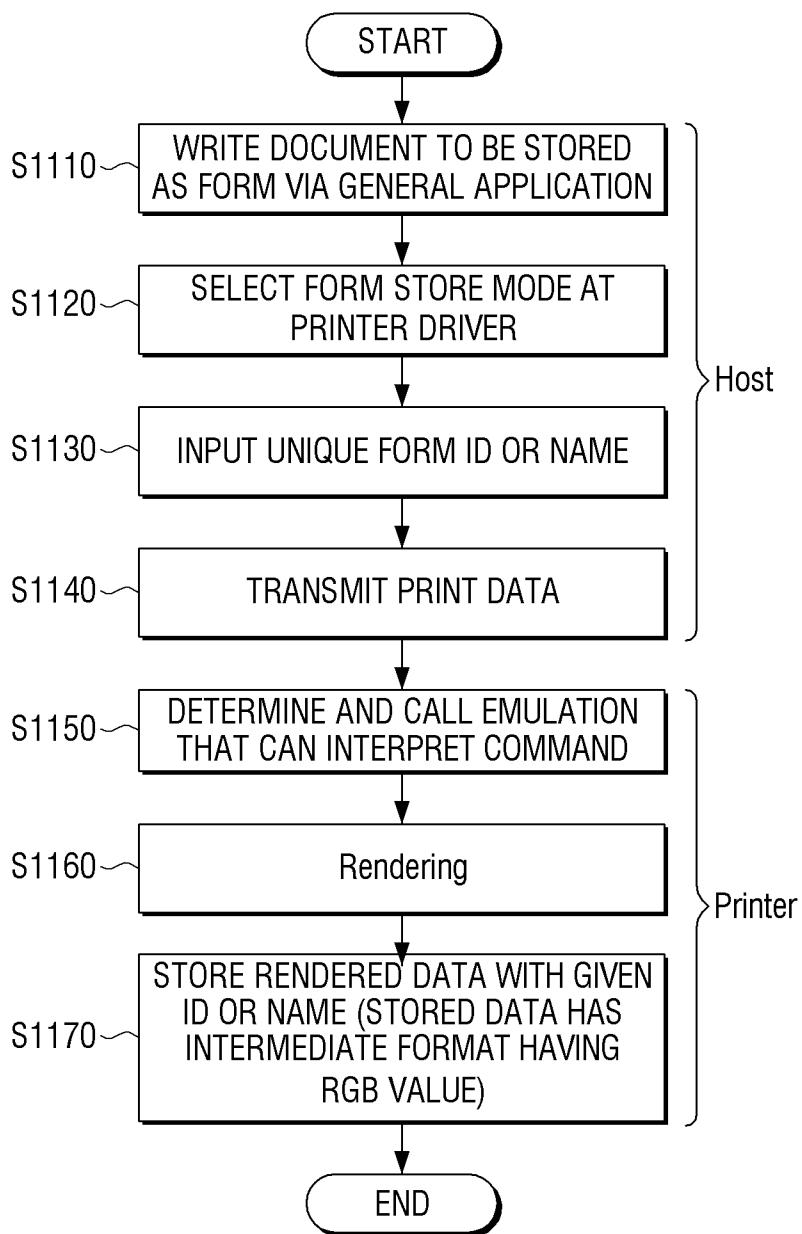 START
S1110
WRITE DOCUMENT TO BE STORED
AS FORM VIA GENERAL APPLICATION
S1120
SELECT FORM STORE MODE AT
PRINTER DRIVER
Host
S1130
INPUT UNIQUE FORM ID OR NAME
S1140
TRANSMIT PRINT DATA
S1150
DETERMINE AND CALL EMULATION
THAT CAN INTERPRET COMMAND
S1160
Rendering
Printer
S1170
STORE RENDERED DATA WITH GIVEN
ID OR NAME (STORED DATA HAS
INTERMEDIATE FORMAT HAVING
RGB VALUE)
END